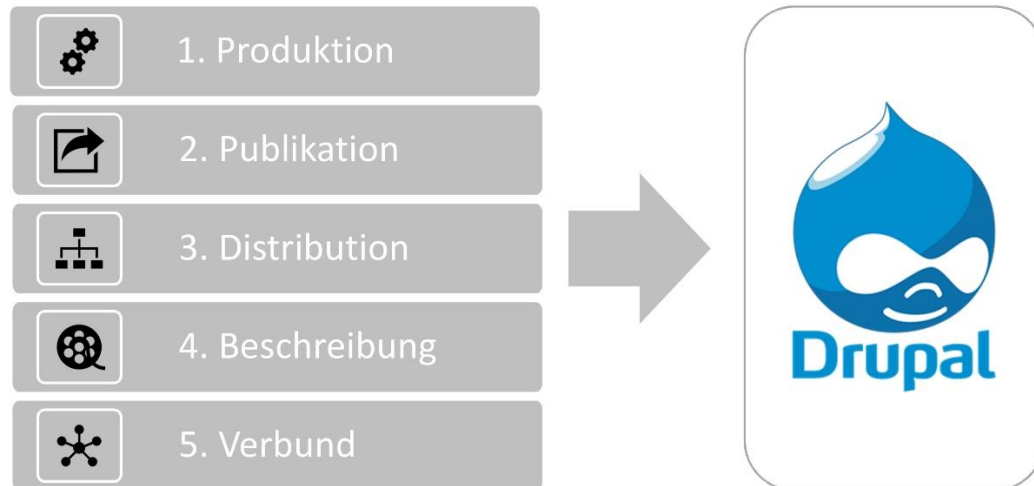 1. Produktion
2. Publikation
3. Distribution
4. Beschreibung
5. Verbund
Drupal